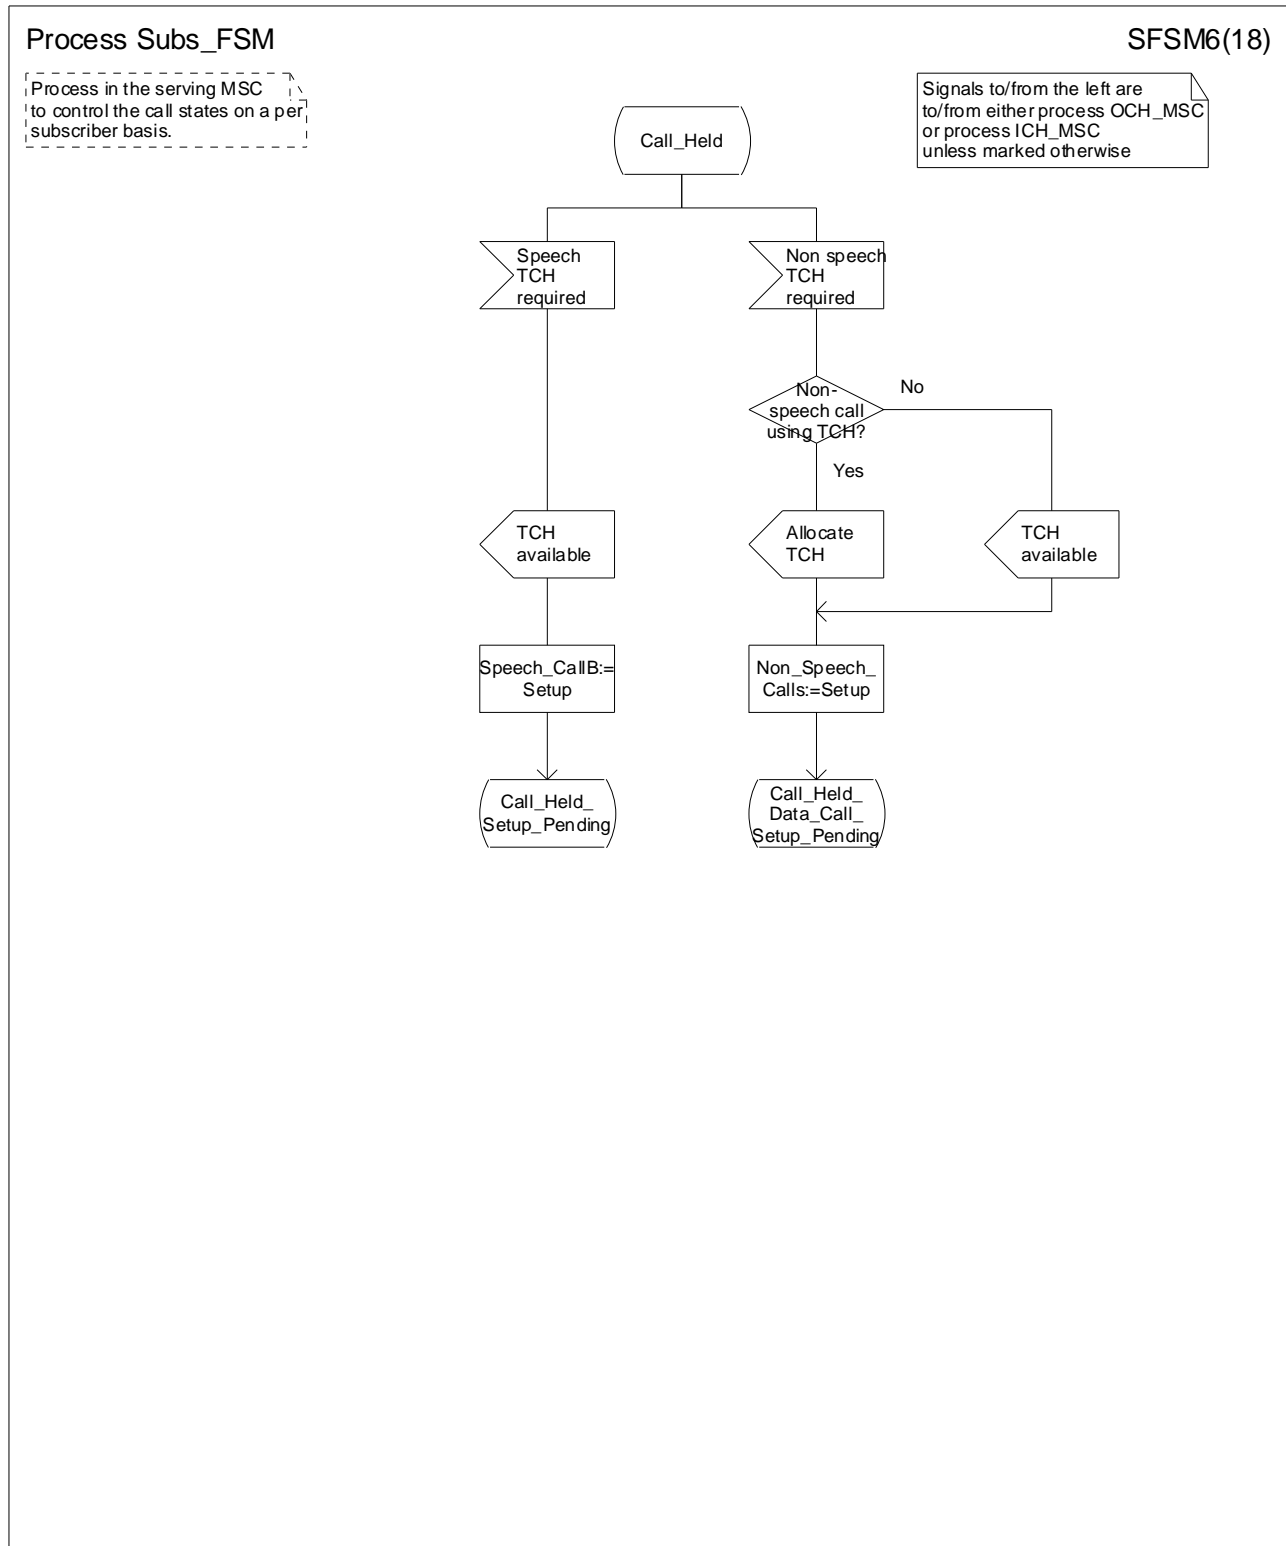 Process Subs_FSM
SFSM6(18)
Process in the serving MSC
to control the call states on a per
subscriber basis.
Signals to/from the left are
to/from either process OCH_MSC
or process ICH_MSC
unless marked otherwise
Call_Held
Speech
TCH
required
Non speech
TCH
required
Non-
speech call
using TCH?
No
Yes
TCH
available
Allocate
TCH
TCH
available
Speech_CallB:=
Setup
Non_Speech_
Calls:=Setup
Call_Held_
Setup_Pending
Call_Held_
Data_Call_
Setup_Pending